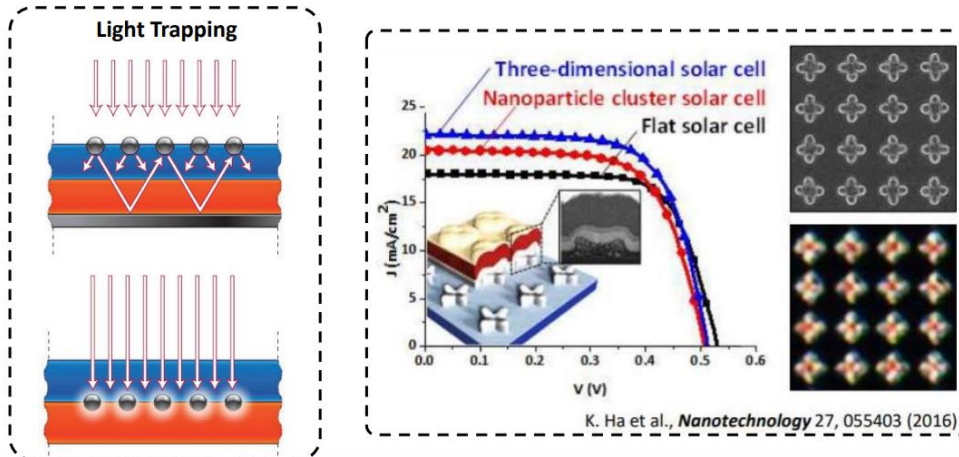 Light Trapping
Three-dimensional solar cell
Nanoparticle cluster solar cell
Flat solar cell
25
20
15
10
5
0
J (mA/cm²)
0.0 0.1 0.2 0.3 0.4 0.5 0.6
V (V)
K. Ha et al., Nanotechnology 27, 055403 (2016)